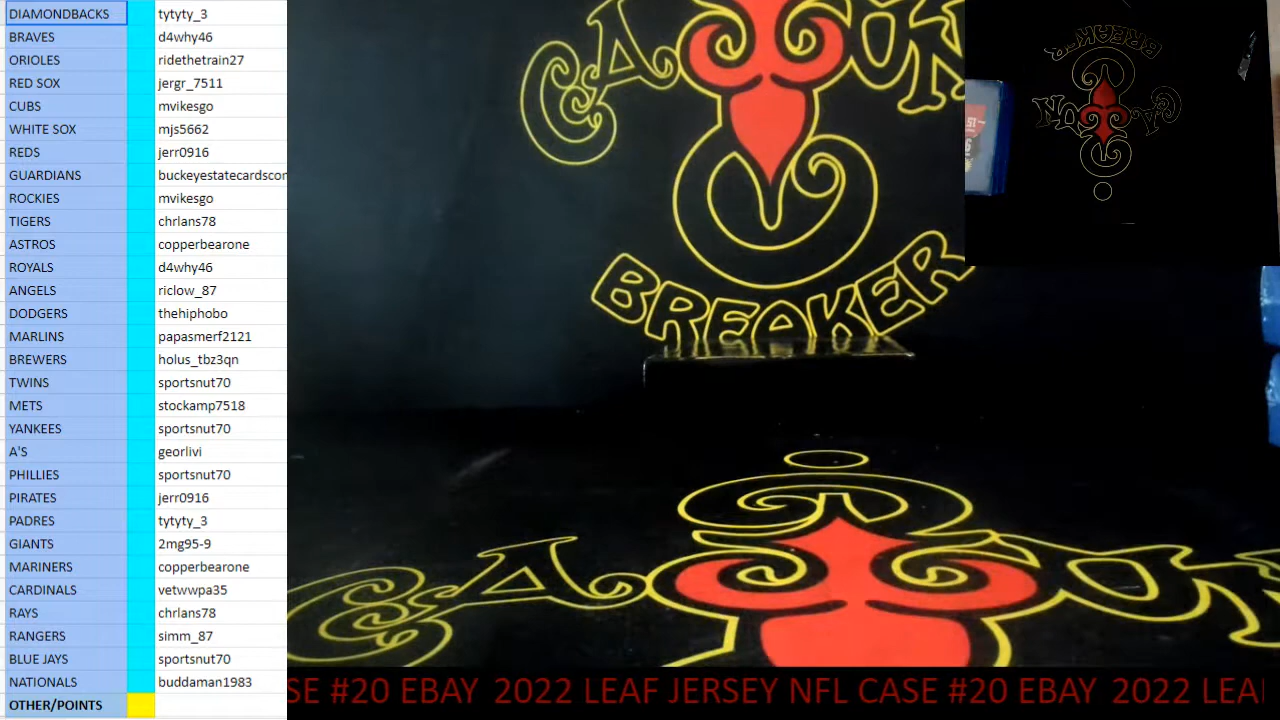 DIAMONDBACKS tytyty_3
BRAVES d4why46
ORIOLES ridethetrain27
RED SOX jergr_7511
CUBS mvikesgo
WHITE SOX mjs5662
REDS jerr0916
GUARDIANS buckeyestatecardscon
ROCKIES mvikesgo
TIGERS chrlans78
ASTROS copperbearone
ROYALS d4why46
ANGELS riclow_87
DODGERS thehiphobo
MARLINS papasmerf2121
BREWERS holus_tbz3qn
TWINS sportsnut70
METS stockamp7518
YANKEES sportsnut70
A'S georlivi
PHILLIES sportsnut70
PIRATES jerr0916
PADRES tytyty_3
GIANTS 2mg95-9
MARINERS copperbearone
CARDINALS vetwwpa35
RAYS chrlans78
RANGERS simm_87
BLUE JAYS sportsnut70
NATIONALS buddaman1983
OTHER/POINTS
BREAKER
BREAKER
SE #20 EBAY 2022 LEAF JERSEY NFL CASE #20 EBAY 2022 LEA